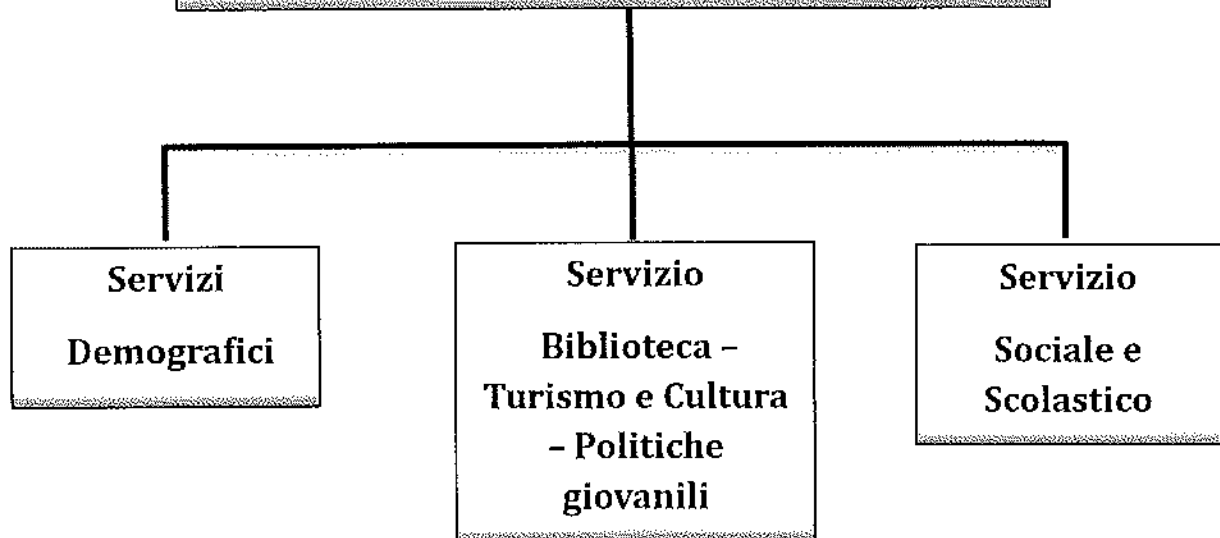 Servizi
Demografici
Servizio
Biblioteca –
Turismo e Cultura
– Politiche
giovanili
Servizio
Sociale e
Scolastico